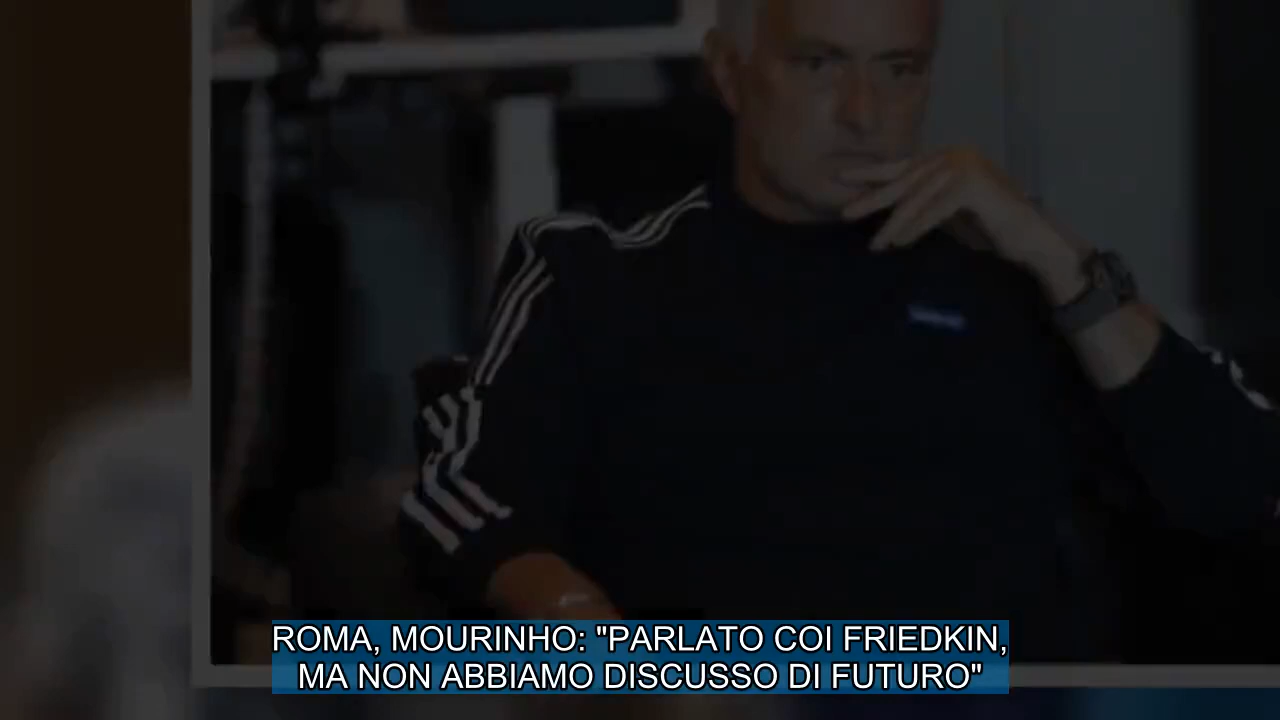 ROMA, MOURINHO: "PARLATO COI FRIEDKIN,
MA NON ABBIAMO DISCUSSO DI FUTURO"